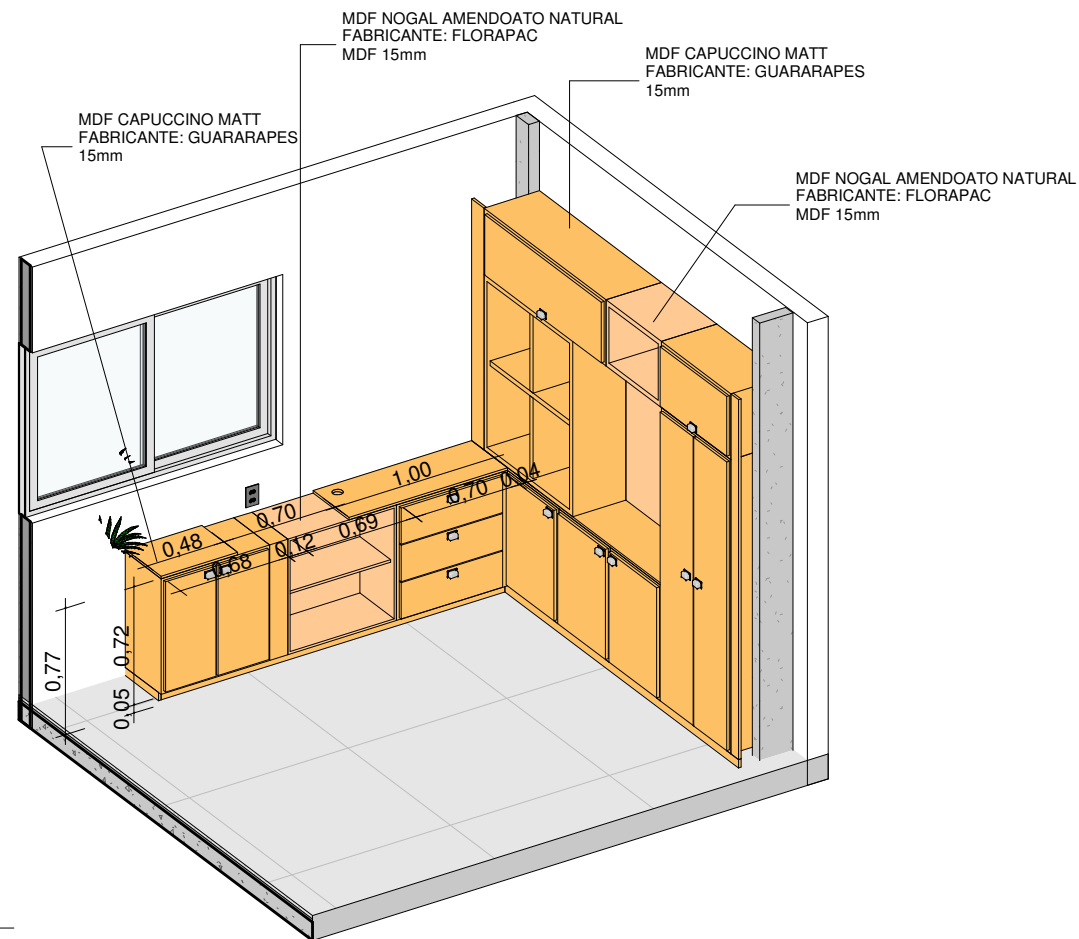 MDF NOGAL AMENDOATO NATURAL
FABRICANTE: FLORAPAC
MDF 15mm
MDF CAPUCCINO MATT
FABRICANTE: GUARARAPES
15mm
MDF CAPUCCINO MATT
FABRICANTE: GUARARAPES
15mm
MDF NOGAL AMENDOATO NATURAL
FABRICANTE: FLORAPAC
MDF 15mm
1,00
0,70
0,04
0,70
0,69
0,48
0,12
0,68
0,72
0,77
0,05